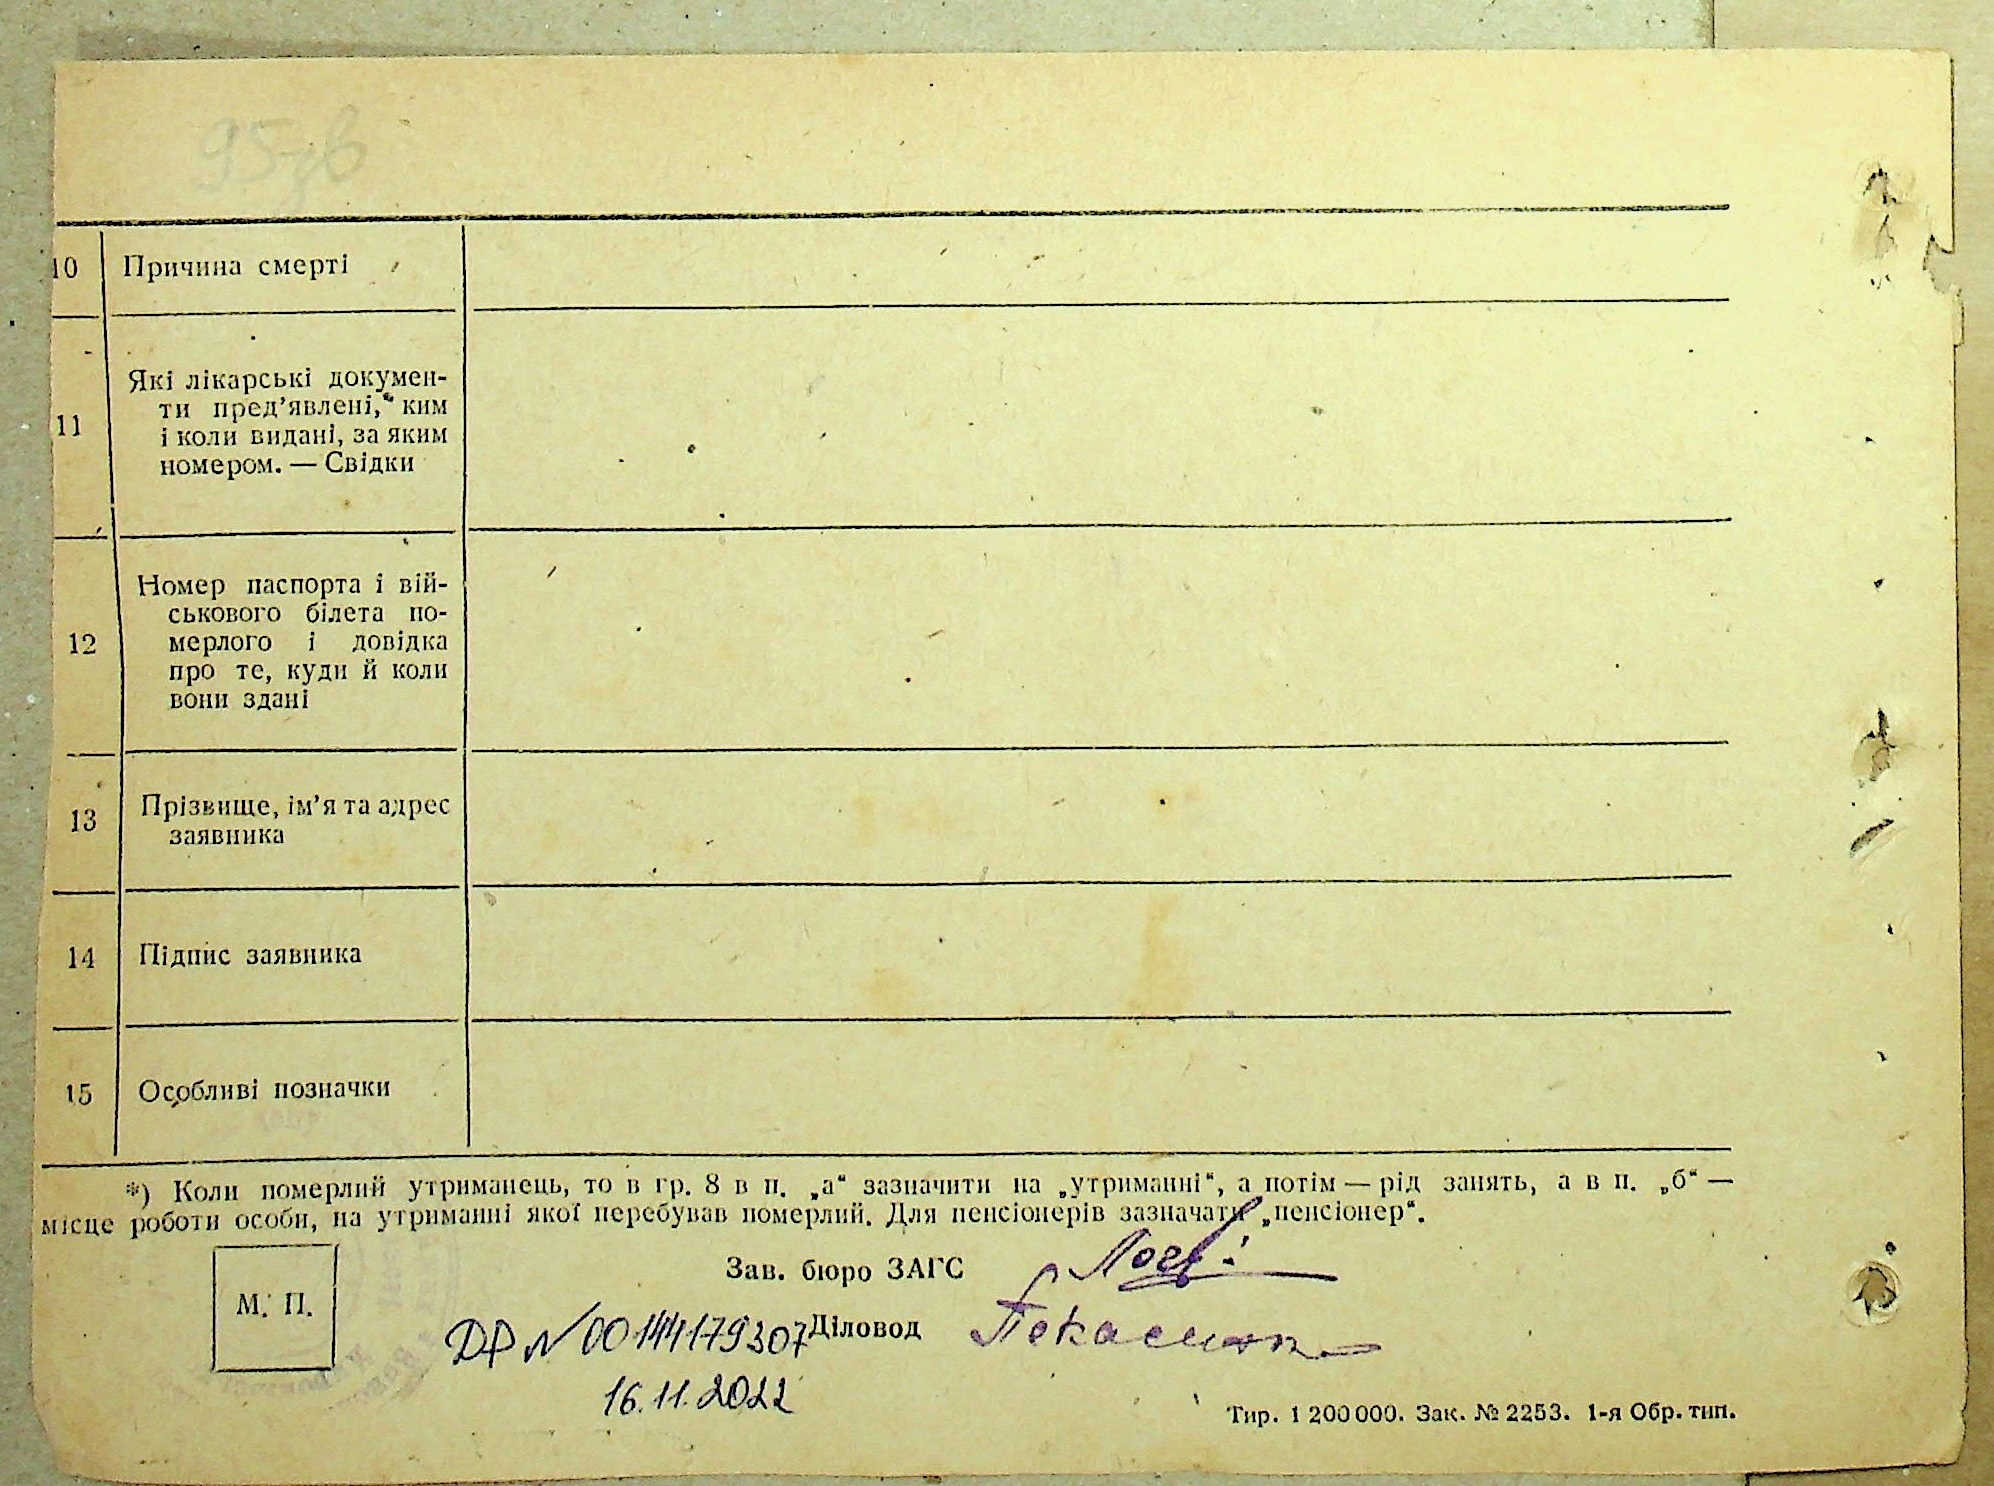 95зв
10 Причина смерті
11 Які лікарські докумен-
ти пред’явлені, ким
і коли видані, за яким
номером. — Свідки
12 Номер паспорта і вій-
ськового білета по-
мерлого і довідка
про те, куди й коли
вони здані
13 Прізвище, ім’я та адрес
заявника
14 Підпис заявника
15 Особливі позначки
*) Коли померлий утриманець, то в гр. 8 в п. „а“ зазначити на „утриманні“, а потім — рід занять, а в п. „б“ —
місце роботи особи, на утриманні якої перебував померлий. Для пенсіонерів зазначати „пенсіонер“.
Зав. бюро ЗАГС
М. П.
ДР N 00144179307 Діловод
16.11.2022
Тир. 1 200 000. Зак. № 2253. 1-я Обр. тип.